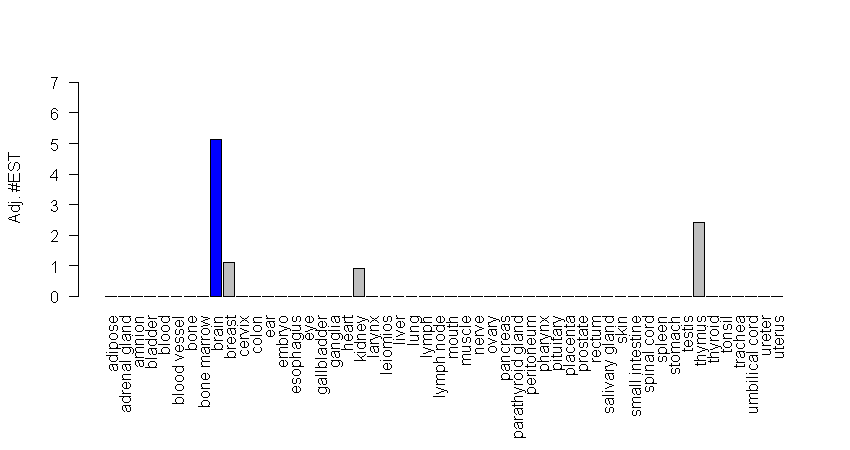 7
6
5
4
3
2
1
0
Adj. #EST
adipose
adrenal gland
amnion
bladder
blood
blood vessel
bone
bone marrow
brain
breast
cervix
colon
ear
embryo
esophagus
eye
gallbladder
ganglia
heart
kidney
larynx
leiomios
liver
lung
lymph
lymph node
mouth
muscle
nerve
ovary
pancreas
parathyroid gland
peritoneum
pharynx
pituitary
placenta
prostate
rectum
salivary gland
skin
small intestine
spinal cord
spleen
stomach
testis
thymus
thyroid
tonsil
trachea
umbilical cord
ureter
uterus